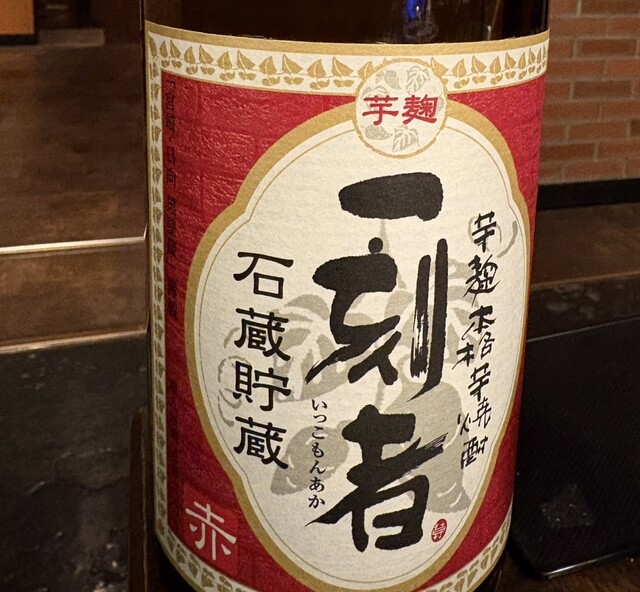 芋麹
芋麹本格芋焼酎
一刻者
いっこもんあか
石蔵貯蔵
赤